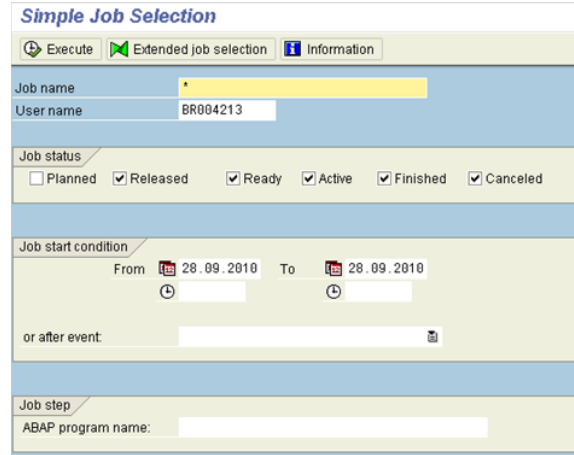 Simple Job Selection
Execute Extended job selection Information
Job name *
User name BR004213
Job status
Planned Released Ready Active Finished Canceled
Job start condition
From 28.09.2010 To 28.09.2010
or after event:
Job step
ABAP program name: